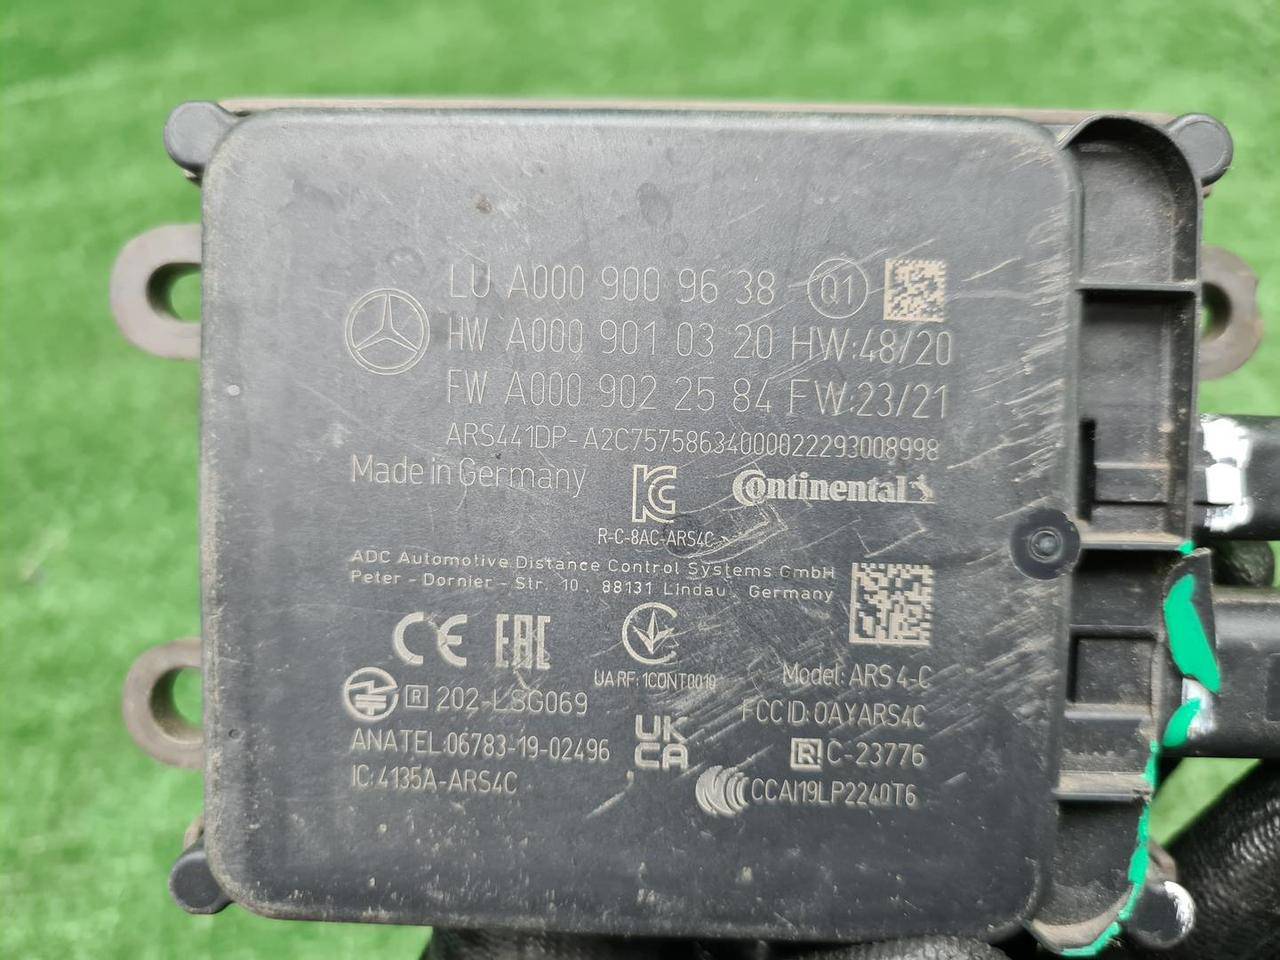 LU A000 900 96 38 Q1
HW A000 901 03 20 HW:48/20
FW A000 902 25 84 FW:23/21
ARS441DP- A2C75758634000022293008998
Made in Germany
Continental
R-C-8AC-ARS4C
ADC Automotive Distance Control Systems GmbH
Peter - Dornier - Str. 10 , 88131 Lindau , Germany
CE EAC
UA RF: 1CONT0019
Model: ARS 4-C
R 202-LSG069
FCC ID: OAYARS4C
ANATEL:06783-19-02496
UK
CA
R C-23776
IC:4135A-ARS4C
CCAI19LP2240T6